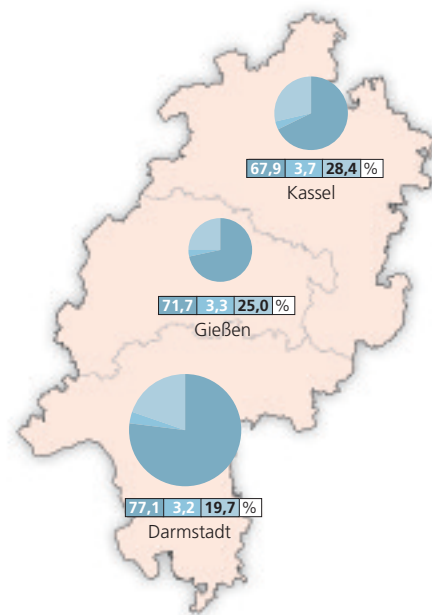 67,9 3,7 28,4 %
Kassel
71,7 3,3 25,0 %
Gießen
77,1 3,2 19,7 %
Darmstadt